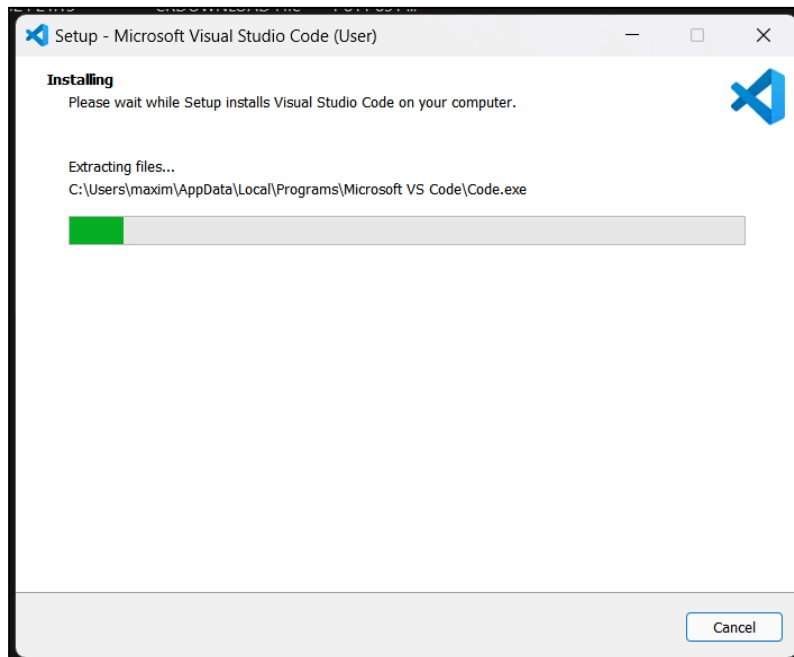 Setup - Microsoft Visual Studio Code (User)
Installing
Please wait while Setup installs Visual Studio Code on your computer.
Extracting files...
C:\Users\maxim\AppData\Local\Programs\Microsoft VS Code\Code.exe
Cancel